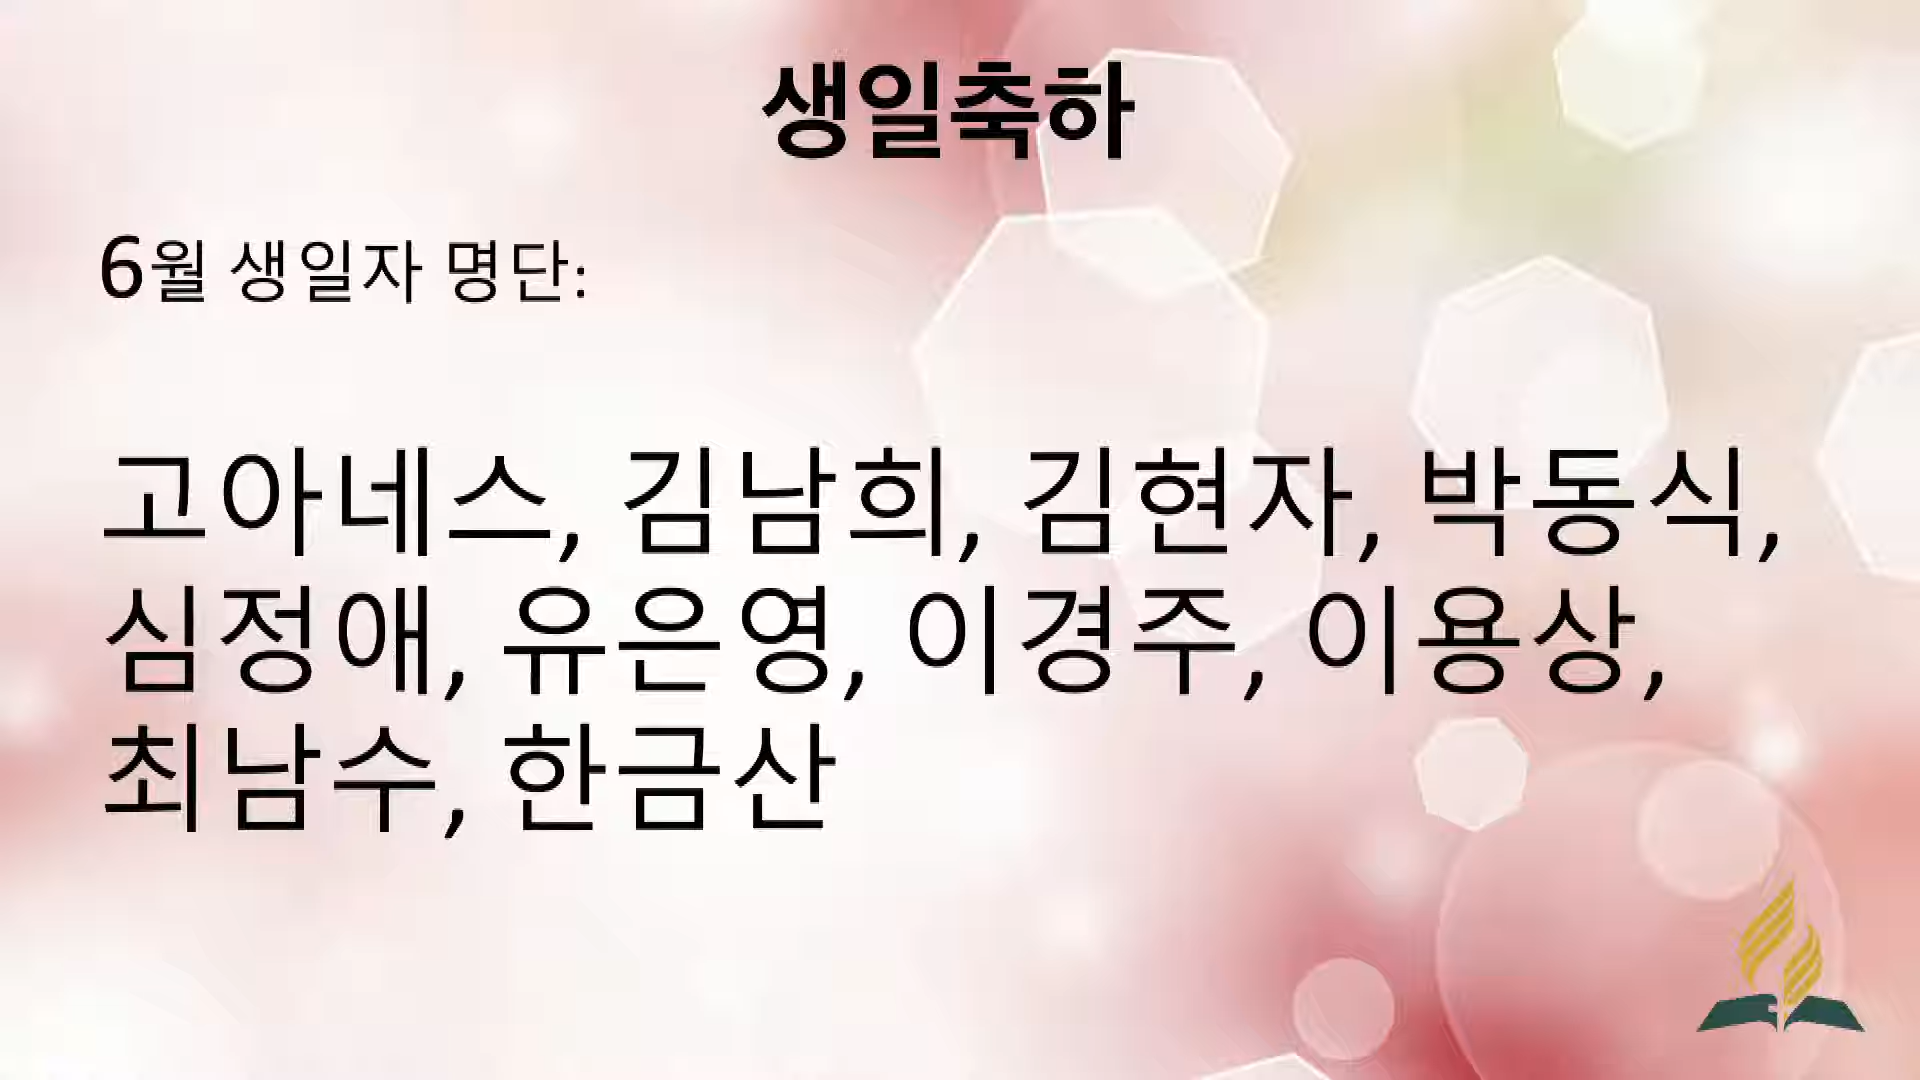 생일축하
6월 생일자 명단:
고아네스, 김남희, 김현자, 박동식,
심정애, 유은영, 이경주, 이용상,
최남수, 한금산